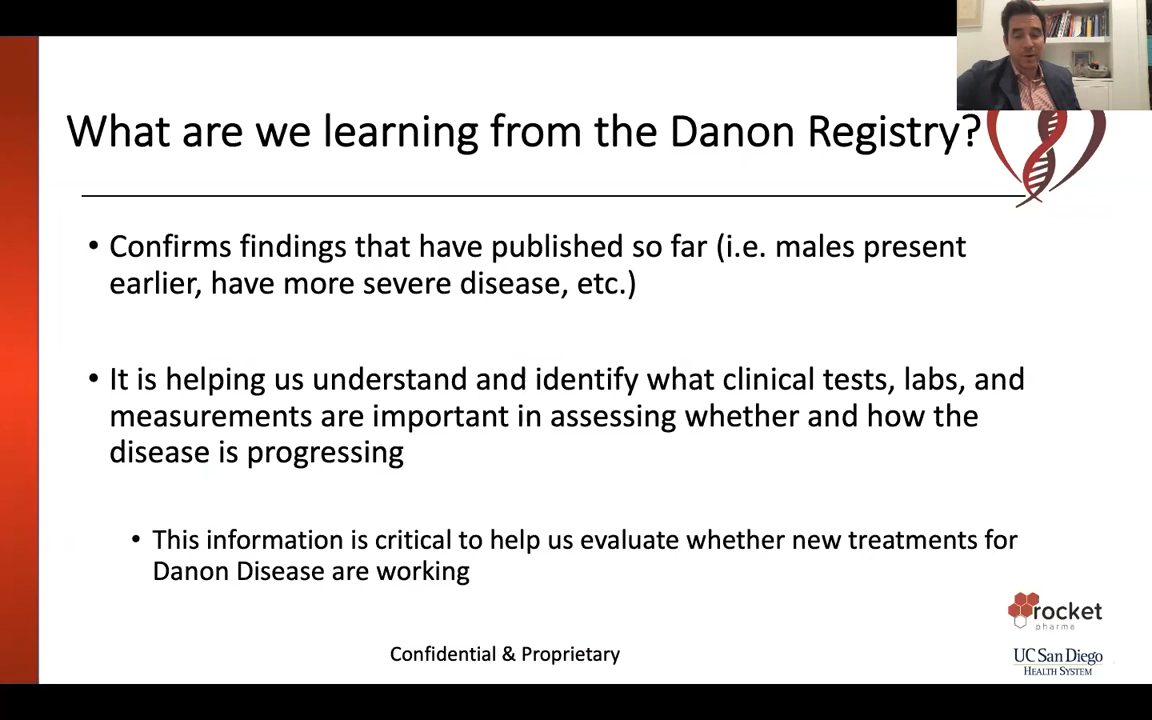 What are we learning from the Danon Registry?
• Confirms findings that have published so far (i.e. males present
earlier, have more severe disease, etc.)
• It is helping us understand and identify what clinical tests, labs, and
measurements are important in assessing whether and how the
disease is progressing
• This information is critical to help us evaluate whether new treatments for
Danon Disease are working
rocket
pharma
Confidential & Proprietary
UC San Diego
HEALTH SYSTEM